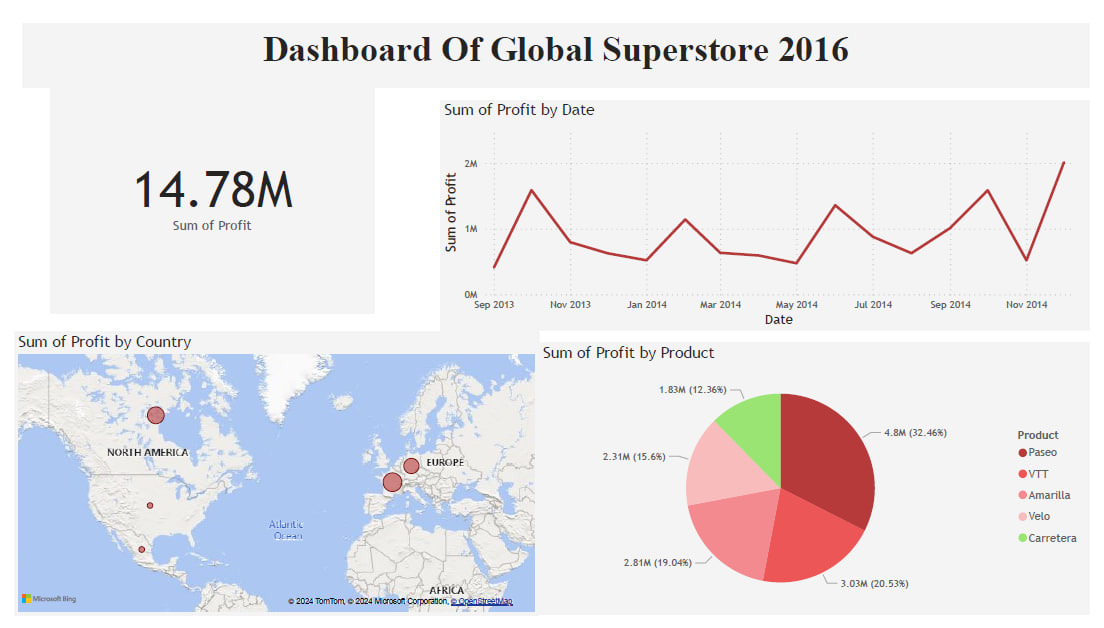 Dashboard Of Global Superstore 2016
14.78M
Sum of Profit
Sum of Profit by Date
Sum of Profit
2M
1M
0M
Sep 2013 Nov 2013 Jan 2014 Mar 2014 May 2014 Jul 2014 Sep 2014 Nov 2014
Date
Sum of Profit by Country
NORTH AMERICA
EUROPE
Atlantic
Ocean
AFRICA
Microsoft Bing
© 2024 TomTom, © 2024 Microsoft Corporation, © OpenStreetMap
Sum of Profit by Product
1.83M (12.36%)
4.8M (32.46%)
2.31M (15.6%)
2.81M (19.04%)
3.03M (20.53%)
Product
Paseo
VTT
Amarilla
Velo
Carretera